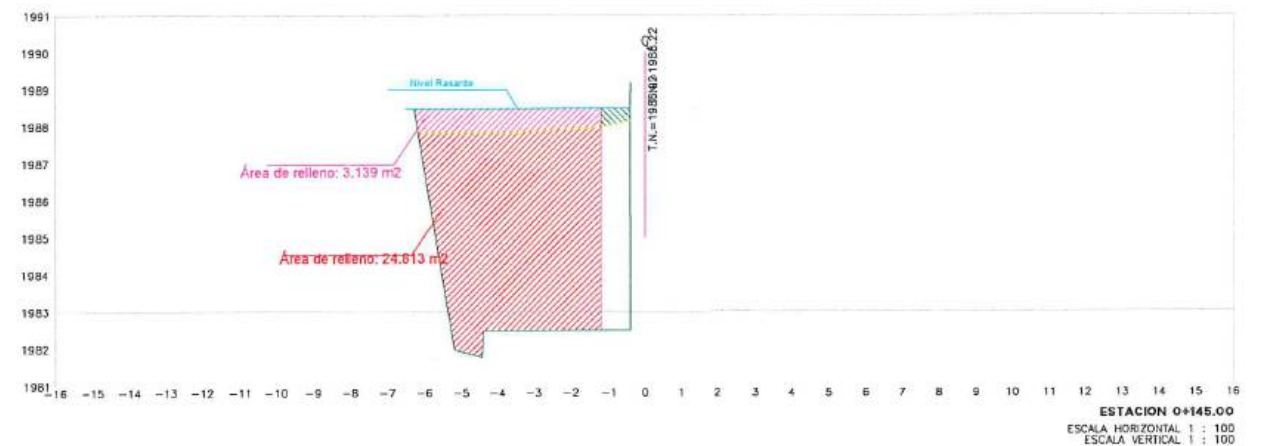 1991
1990
1989
1988
1987
1986
1985
1984
1983
1982
1981
Nivel Rasante
Área de relleno: 3.139 m2
Área de relleno: 24.613 m2
-16 -15 -14 -13 -12 -11 -10 -9 -8 -7 -6 -5 -4 -3 -2 -1 0 1 2 3 4 5 6 7 8 9 10 11 12 13 14 15 16
ESTACION 0+145.00
ESCALA HORIZONTAL 1 : 100
ESCALA VERTICAL 1 : 100